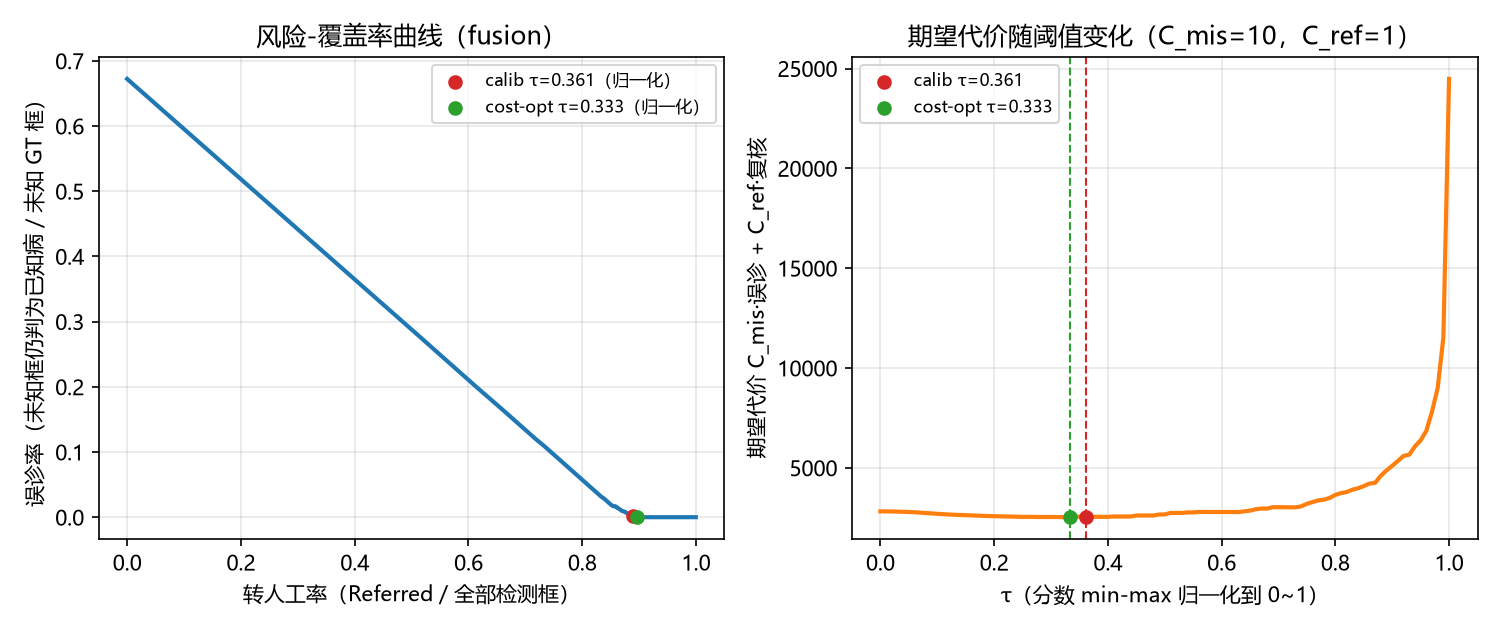 风险-覆盖率曲线（fusion）
calib τ=0.361（归一化）
cost-opt τ=0.333（归一化）
误诊率（未知框仍判为已知病 / 未知 GT 框）
0.7
0.6
0.5
0.4
0.3
0.2
0.1
0.0
0.0 0.2 0.4 0.6 0.8 1.0
转人工率（Referred / 全部检测框）
期望代价随阈值变化（C_mis=10，C_ref=1）
calib τ=0.361
cost-opt τ=0.333
期望代价 C_mis·误诊 + C_ref·复核
25000
20000
15000
10000
5000
0.0 0.2 0.4 0.6 0.8 1.0
τ（分数 min-max 归一化到 0~1）